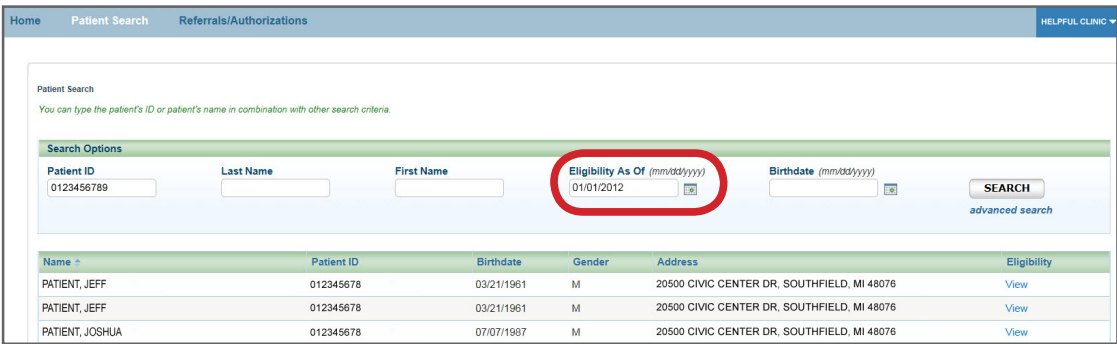 Home Patient Search Referrals/Authorizations HELPFUL CLINIC
Patient Search
You can type the patient's ID or patient's name in combination with other search criteria.
Search Options
Patient ID Last Name First Name Eligibility As Of (mm/dd/yyyy) Birthdate (mm/dd/yyyy)
0123456789 01/01/2012 SEARCH
advanced search
Name Patient ID Birthdate Gender Address Eligibility
PATIENT, JEFF 012345678 03/21/1961 M 20500 CIVIC CENTER DR, SOUTHFIELD, MI 48076 View
PATIENT, JEFF 012345678 03/21/1961 M 20500 CIVIC CENTER DR, SOUTHFIELD, MI 48076 View
PATIENT, JOSHUA 012345678 07/07/1987 M 20500 CIVIC CENTER DR, SOUTHFIELD, MI 48076 View